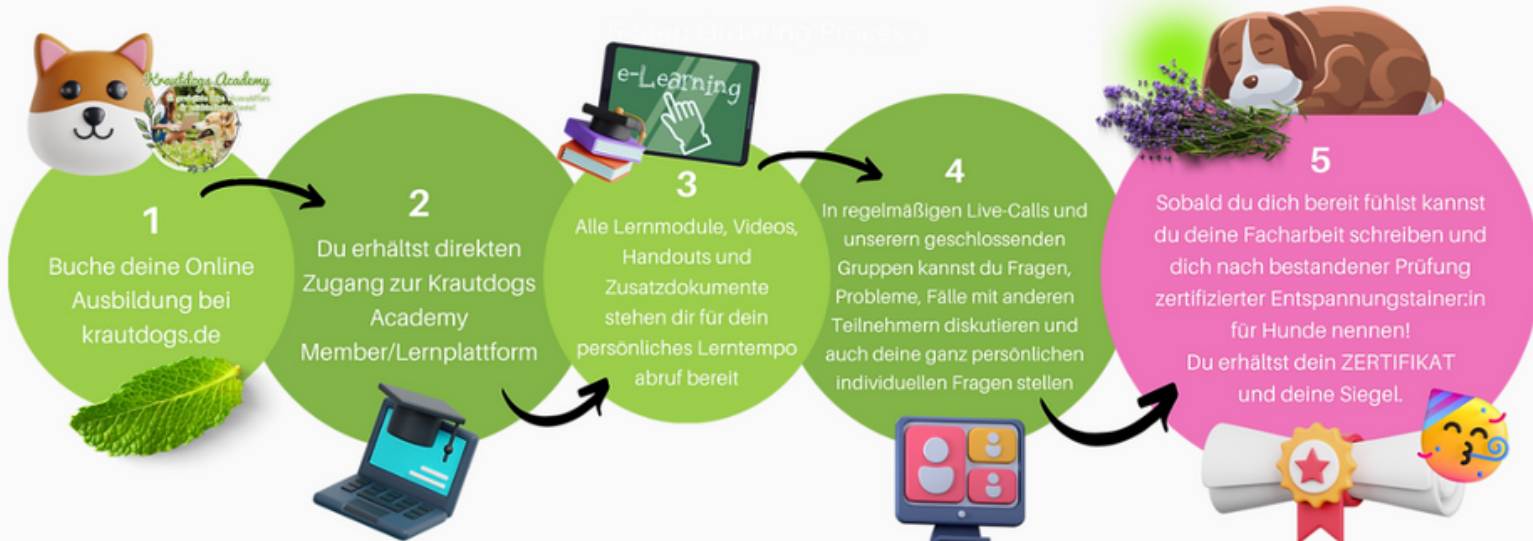 5-Step Ordering Process
Krautdogs Academy
1
Buche deine Online
Ausbildung bei
krautdogs.de
2
Du erhältst direkten
Zugang zur Krautdogs
Academy
Member/Lernplattform
e-Learning
3
Alle Lernmodule, Videos,
Handouts und
Zusatzdokumente
stehen dir für dein
persönliches Lerntempo
abruf bereit
4
In regelmäßigen Live-Calls und
unserern geschlossenden
Gruppen kannst du Fragen,
Probleme, Fälle mit anderen
Teilnehmern diskutieren und
auch deine ganz persönlichen
individuellen Fragen stellen
5
Sobald du dich bereit fühlst kannst
du deine Facharbeit schreiben und
dich nach bestandener Prüfung
zertifizierter Entspannungstainer:in
für Hunde nennen!
Du erhältst dein ZERTIFIKAT
und deine Siegel.